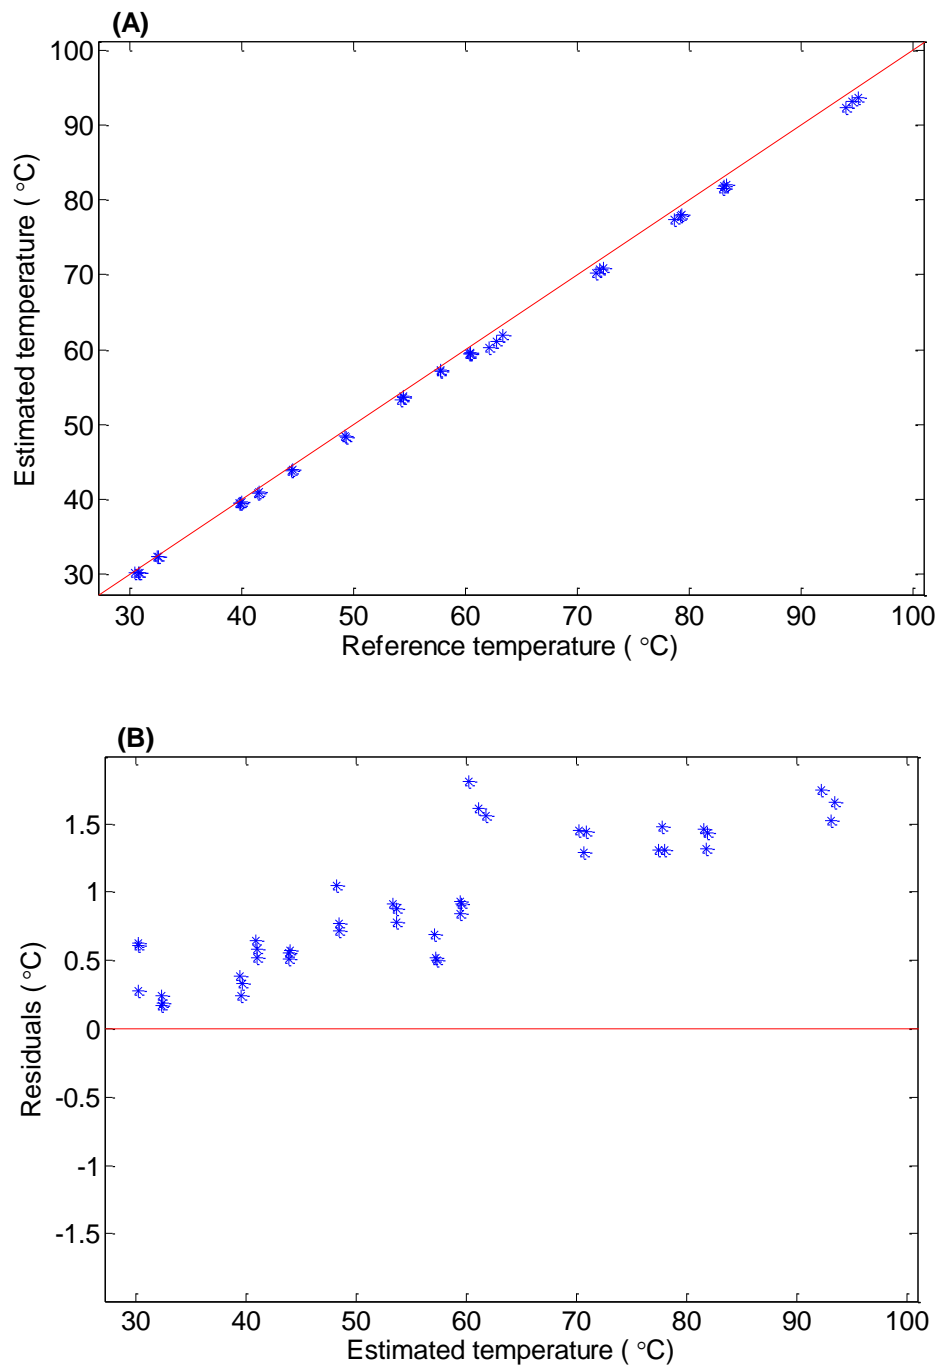 (A)
100
90
80
70
60
50
40
30
Estimated temperature ( °C)
30 40 50 60 70 80 90 100
Reference temperature ( °C)
(B)
1.5
1
0.5
0
-0.5
-1
-1.5
Residuals ( °C)
30 40 50 60 70 80 90 100
Estimated temperature ( °C)